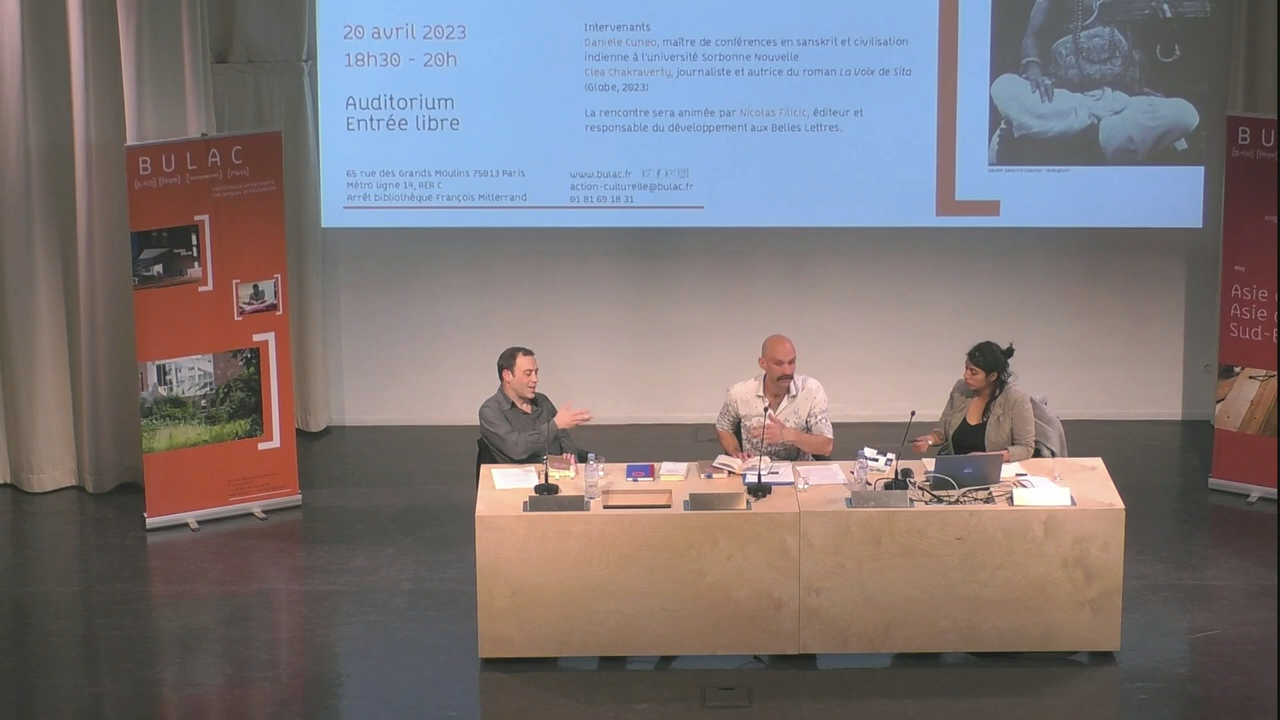 20 avril 2023
18h30 - 20h
Auditorium
Entrée libre
65 rue des Grands Moulins 75013 Paris
Métro ligne 14, RER C
Arrêt bibliothèque François Mitterrand
www.bulac.fr
action-culturelle@bulac.fr
01 81 69 18 31
Intervenants
Daniele Cuneo, maître de conférences en sanskrit et civilisation
indienne à l'université Sorbonne Nouvelle
Clea Chakraverty, journaliste et autrice du roman La Voix de Sita
(Globe, 2023)
La rencontre sera animée par Nicolas Filicic, éditeur et
responsable du développement aux Belles Lettres.
BULAC
BU
Asie
Asie
Sud-E